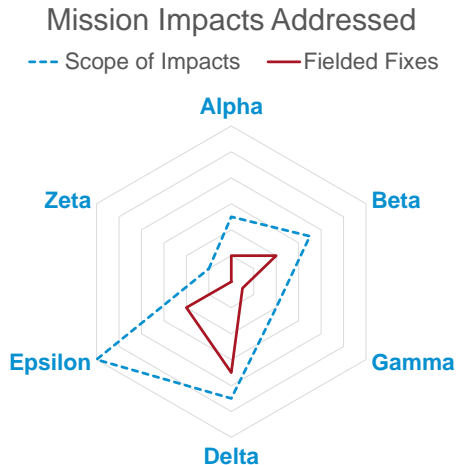 Mission Impacts Addressed
Scope of Impacts Fielded Fixes
Alpha
Zeta Beta
Epsilon Gamma
Delta